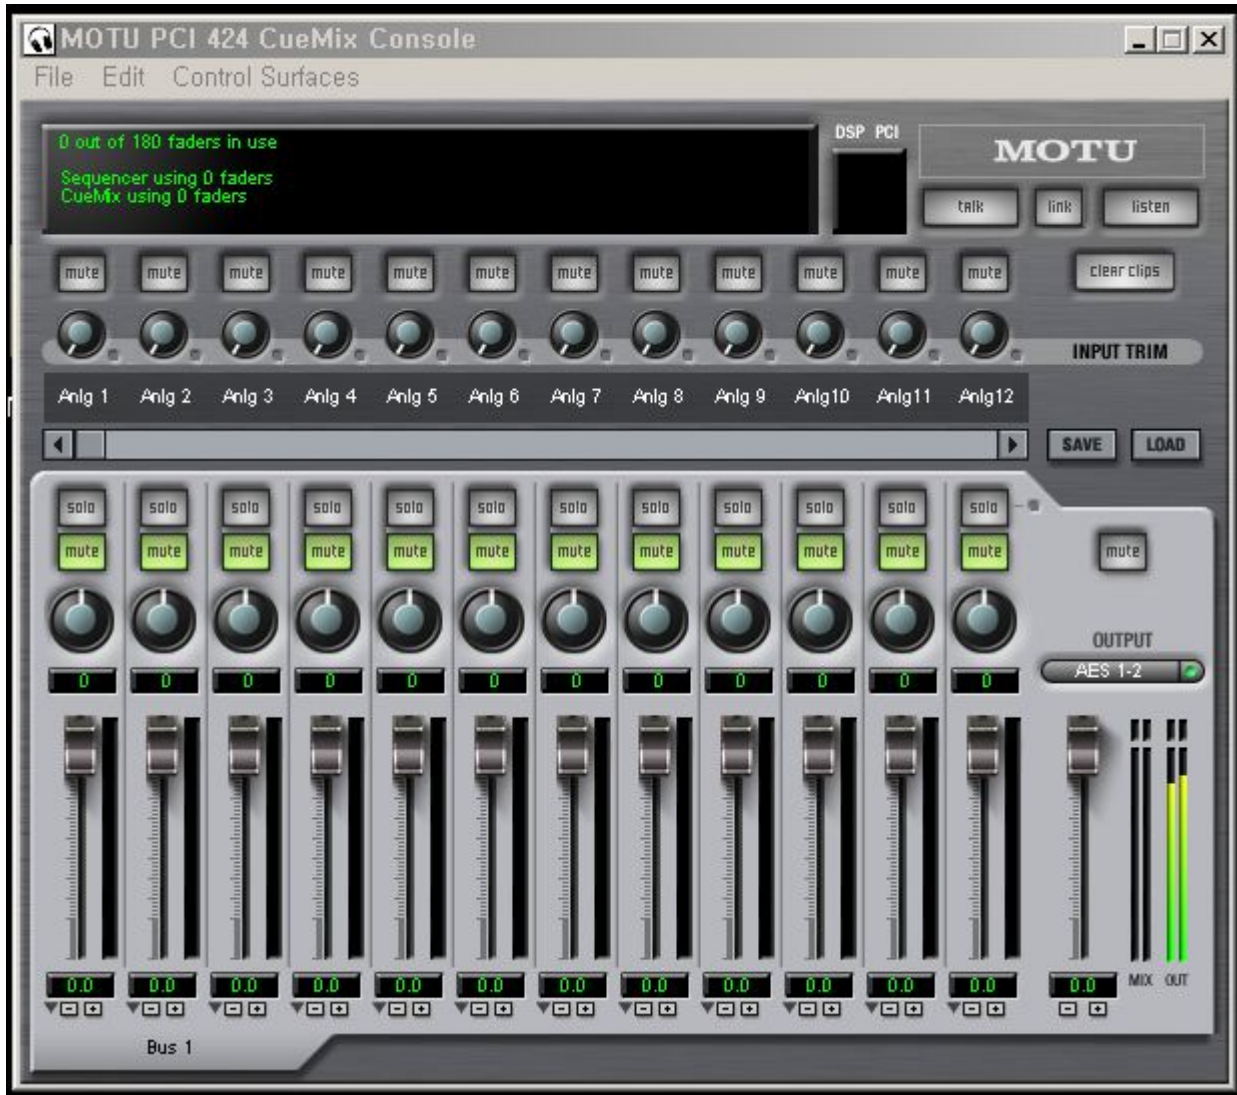 MOTU PCI 424 CueMix Console
File Edit Control Surfaces
0 out of 180 faders in use
Sequencer using 0 faders
CueMix using 0 faders
DSP PCI
MOTU
talk link listen
mute mute mute mute mute mute mute mute mute mute mute mute clear clips
INPUT TRIM
Anlg 1 Anlg 2 Anlg 3 Anlg 4 Anlg 5 Anlg 6 Anlg 7 Anlg 8 Anlg 9 Anlg10 Anlg11 Anlg12
SAVE LOAD
solo solo solo solo solo solo solo solo solo solo solo solo
mute mute mute mute mute mute mute mute mute mute mute mute mute
OUTPUT
AES 1-2
0 0 0 0 0 0 0 0 0 0 0 0
0.0 0.0 0.0 0.0 0.0 0.0 0.0 0.0 0.0 0.0 0.0 0.0 0.0 MIX OUT
Bus 1